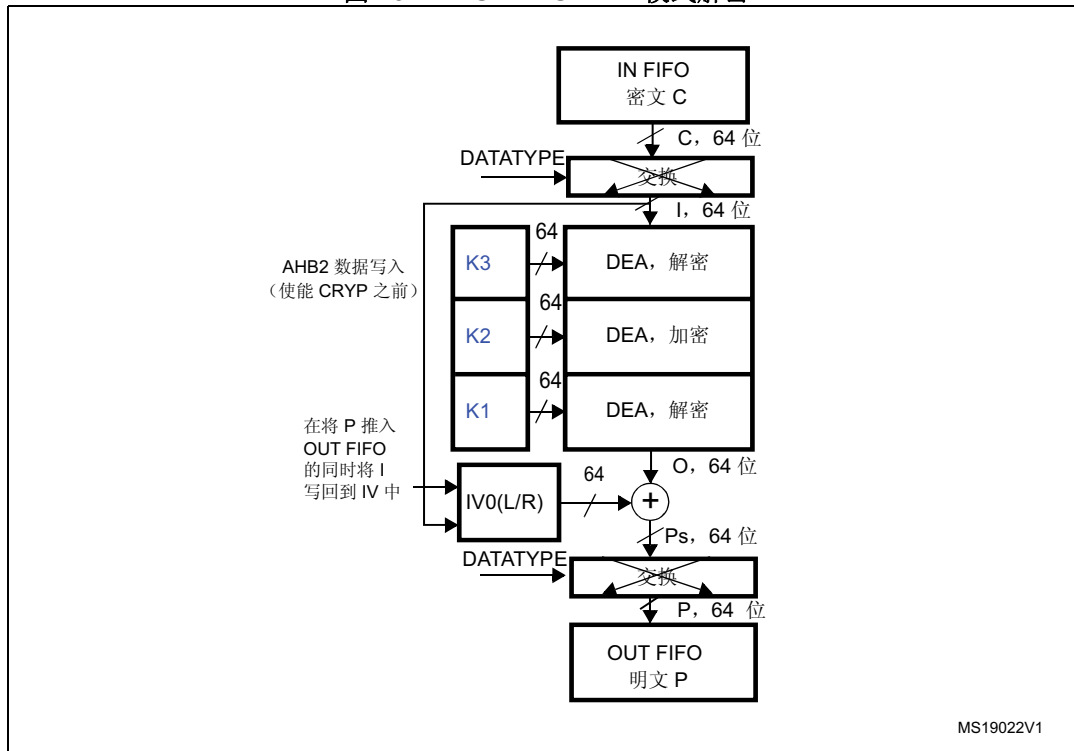 IN FIFO
密文 C
C，64 位
DATATYPE
交换
I，64 位
64
AHB2 数据写入
（使能 CRYP 之前）
K3
DEA，解密
64
K2
DEA，加密
64
K1
DEA，解密
在将 P 推入
OUT FIFO
的同时将 I
写回到 IV 中
O，64 位
64
IV0(L/R)
+
Ps，64 位
DATATYPE
交换
P，64 位
OUT FIFO
明文 P
MS19022V1